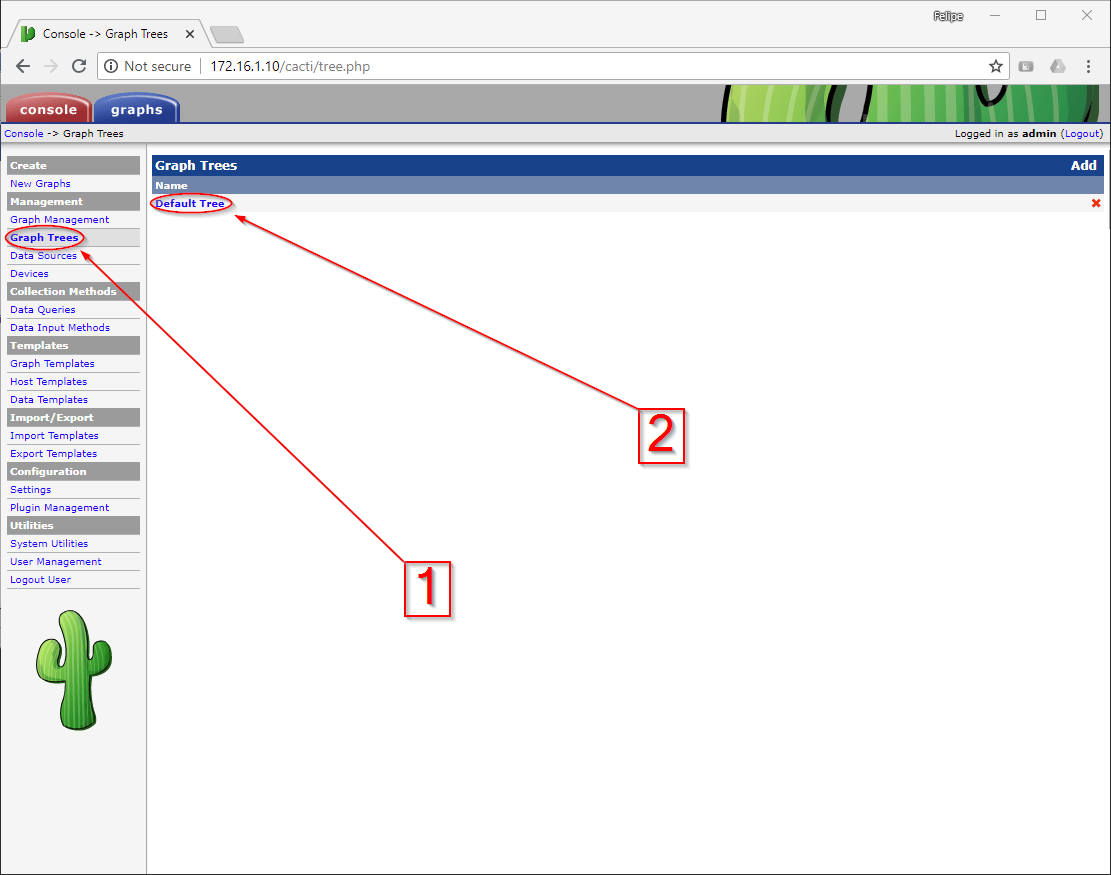 Felipe
Console -> Graph Trees
Not secure 172.16.1.10/cacti/tree.php
console graphs
Console -> Graph Trees Logged in as admin (Logout)
Create
New Graphs
Management
Graph Management
Graph Trees
Data Sources
Devices
Collection Methods
Data Queries
Data Input Methods
Templates
Graph Templates
Host Templates
Data Templates
Import/Export
Import Templates
Export Templates
Configuration
Settings
Plugin Management
Utilities
System Utilities
User Management
Logout User
Graph Trees Add
Name
Default Tree
2
1